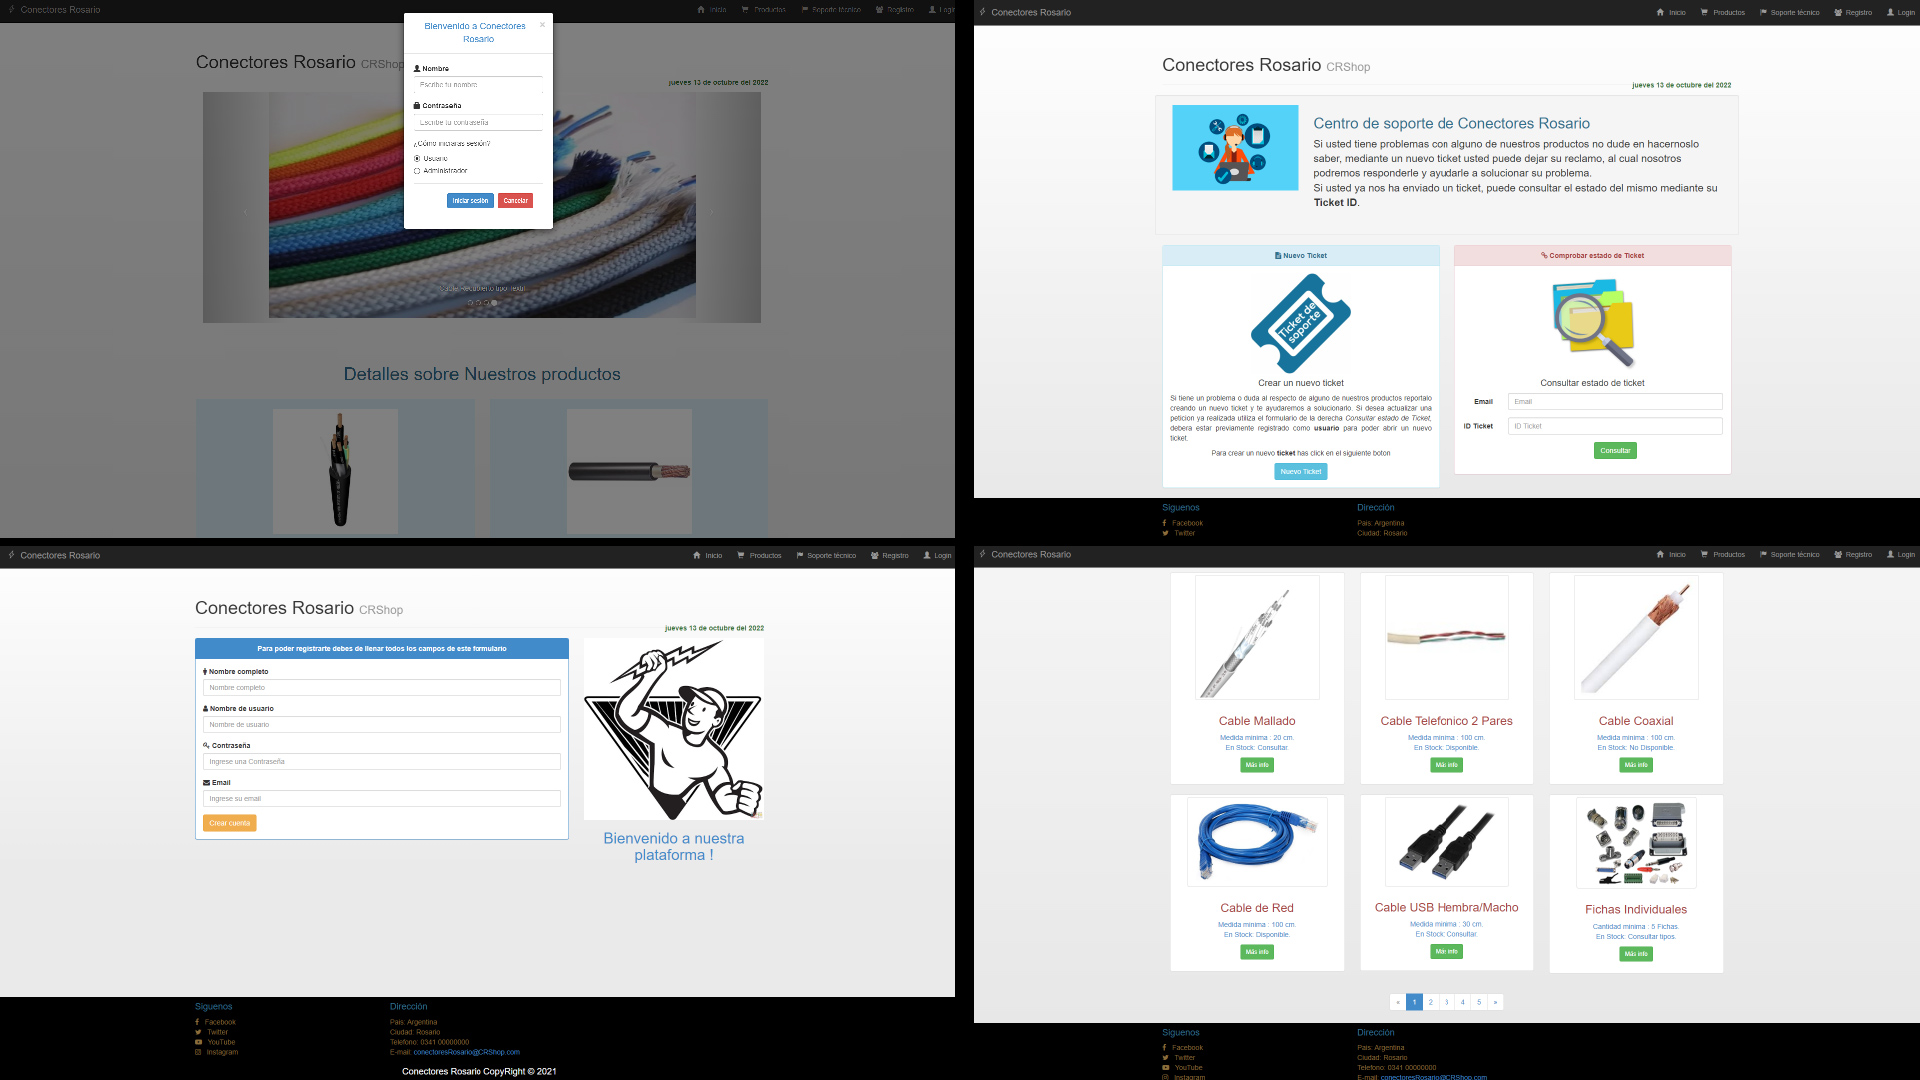 Conectores Rosario
Inicio Productos Soporte técnico Registro Login
Bienvenido a Conectores
Rosario
×
Nombre
Escribe tu nombre
Contraseña
Escribe tu contraseña
¿Cómo iniciaras sesión?
Usuario
Administrador
Iniciar sesión Cancelar
Conectores Rosario CRShop
jueves 13 de octubre del 2022
Cable Recubierto tipo Textil
Detalles sobre Nuestros productos
Conectores Rosario
Inicio Productos Soporte técnico Registro Login
Conectores Rosario CRShop
jueves 13 de octubre del 2022
Centro de soporte de Conectores Rosario
Si usted tiene problemas con alguno de nuestros productos no dude en hacernoslo
saber, mediante un nuevo ticket usted puede dejar su reclamo, al cual nosotros
podremos responderle y ayudarle a solucionar su problema.
Si usted ya nos ha enviado un ticket, puede consultar el estado del mismo mediante su
Ticket ID.
Nuevo Ticket
Ticket de
soporte
Crear un nuevo ticket
Si tiene un problema o duda al respecto de alguno de nuestros productos reportalo
creando un nuevo ticket y te ayudaremos a solucionarlo. Si desea actualizar una
peticion ya realizada utiliza el formulario de la derecha Consultar estado de Ticket,
debera estar previamente registrado como usuario para poder abrir un nuevo
ticket.
Para crear un nuevo ticket has click en el siguiente boton
Nuevo Ticket
Comprobar estado de Ticket
Consultar estado de ticket
Email Email
ID Ticket ID Ticket
Consultar
Siguenos
Facebook
Twitter
Dirección
Pais: Argentina
Ciudad: Rosario
Conectores Rosario
Inicio Productos Soporte técnico Registro Login
Conectores Rosario CRShop
jueves 13 de octubre del 2022
Para poder registrarte debes de llenar todos los campos de este formulario
Nombre completo
Nombre completo
Nombre de usuario
Nombre de usuario
Contraseña
Ingrese una Contraseña
Email
Ingrese su email
Crear cuenta
Bienvenido a nuestra
plataforma !
Siguenos
Facebook
Twitter
YouTube
Instagram
Dirección
Pais: Argentina
Ciudad: Rosario
Telefono: 0341 00000000
E-mail: conectoresRosario@CRShop.com
Conectores Rosario CopyRight © 2021
Conectores Rosario
Inicio Productos Soporte técnico Registro Login
Cable Mallado
Medida minima : 20 cm.
En Stock: Consultar.
Más info
Cable Telefonico 2 Pares
Medida minima : 100 cm.
En Stock: Disponible.
Más info
Cable Coaxial
Medida minima : 100 cm.
En Stock: No Disponible.
Más info
Cable de Red
Medida minima : 100 cm.
En Stock: Disponible.
Más info
Cable USB Hembra/Macho
Medida minima : 30 cm.
En Stock: Consultar.
Más info
Fichas Individuales
Cantidad minima : 5 Fichas.
En Stock: Consultar tipos.
Más info
« 1 2 3 4 5 »
Siguenos
Facebook
Twitter
YouTube
Instagram
Dirección
Pais: Argentina
Ciudad: Rosario
Telefono: 0341 00000000
E-mail: conectoresRosario@CRShop.com